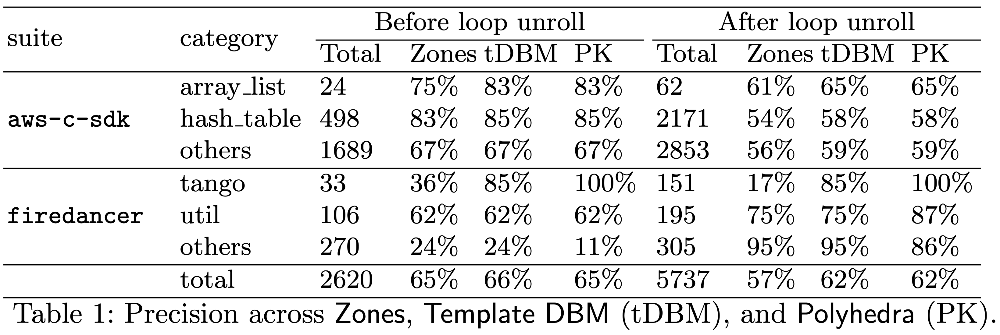 suite category Before loop unroll After loop unroll
Total Zones tDBM PK Total Zones tDBM PK
array_list 24 75% 83% 83% 62 61% 65% 65%
aws-c-sdk hash_table 498 83% 85% 85% 2171 54% 58% 58%
others 1689 67% 67% 67% 2853 56% 59% 59%
tango 33 36% 85% 100% 151 17% 85% 100%
firedancer util 106 62% 62% 62% 195 75% 75% 87%
others 270 24% 24% 11% 305 95% 95% 86%
total 2620 65% 66% 65% 5737 57% 62% 62%
Table 1: Precision across Zones, Template DBM (tDBM), and Polyhedra (PK).